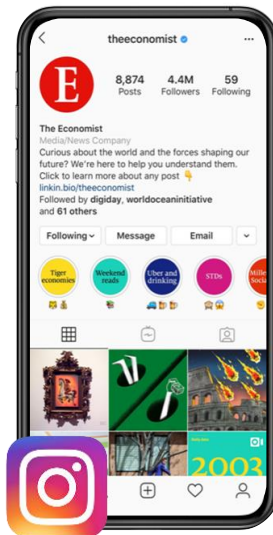 theeconomist
E
8,874 4.4M 59
Posts Followers Following
The Economist
Media/News Company
Curious about the world and the forces shaping our
future? We're here to help you understand them.
Click to learn more about any post
linkin.bio/theeconomist
Followed by digiday, worldoceaninitiative
and 61 others
Following Message Email
Tiger
economies
Weekend
reads
Uber and
drinking
STDs
Mille
Socia
2003